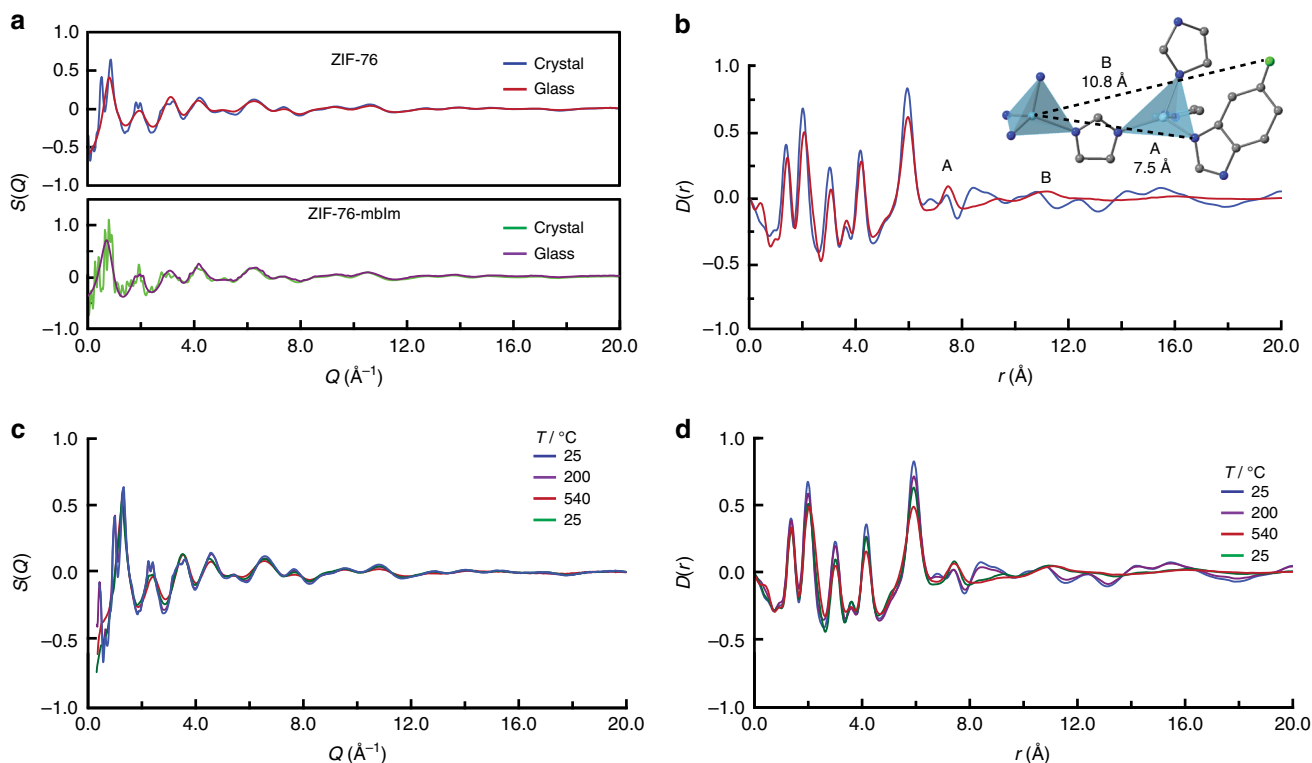 a
1.0
0.5
0
–0.5
–1.0
ZIF-76
Crystal
Glass
S(Q)
1.0
0
–1.0
ZIF-76-mbIm
Crystal
Glass
0.0
4.0
8.0
12.0
16.0
20.0
Q (Å–1)
b
1.0
0.5
0.0
–0.5
–1.0
D(r)
B
10.8 Å
A
7.5 Å
A
B
0.0
4.0
8.0
12.0
16.0
20.0
r (Å)
c
1.0
0.5
0.0
–0.5
–1.0
S(Q)
T / °C
25
200
540
25
0.0
4.0
8.0
12.0
16.0
20.0
Q (Å–1)
d
1.0
0.5
0.0
–0.5
–1.0
D(r)
T / °C
25
200
540
25
0.0
4.0
8.0
12.0
16.0
20.0
r (Å)